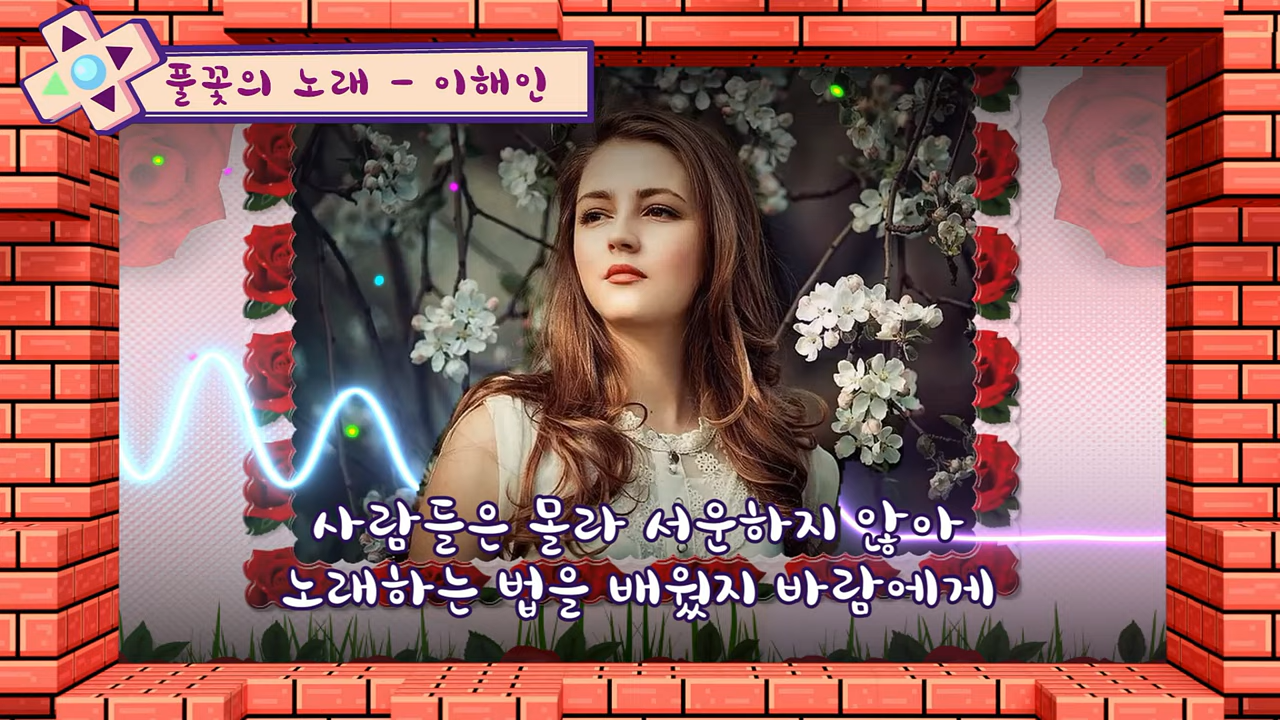 풀꽃의 노래 - 이해인
사람들은 몰라 서운하지 않아
노래하는 법을 배웠지 바람에게